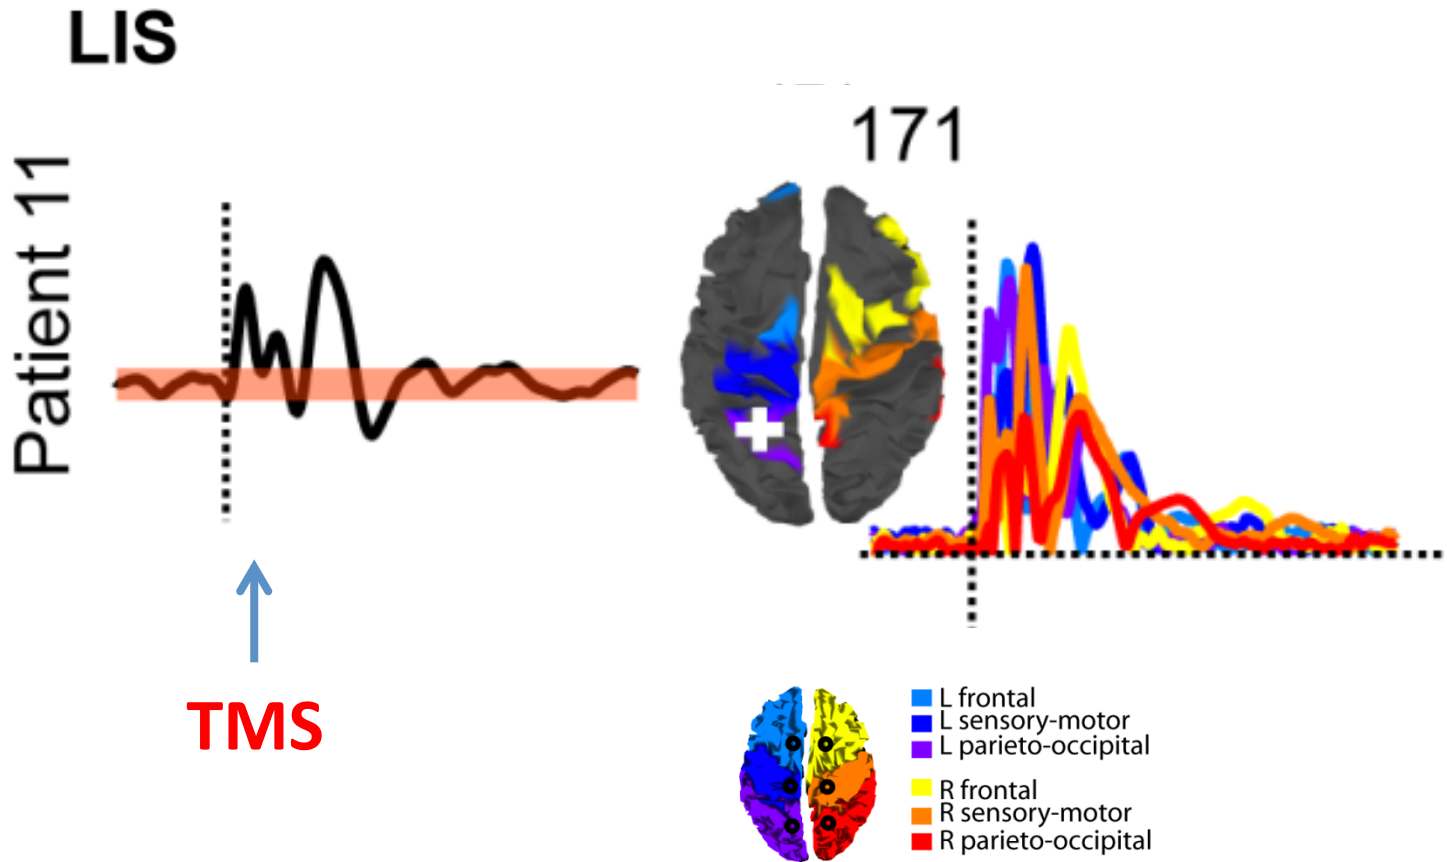 LIS
171
Patient 11
TMS
L frontal
L sensory-motor
L parieto-occipital
R frontal
R sensory-motor
R parieto-occipital